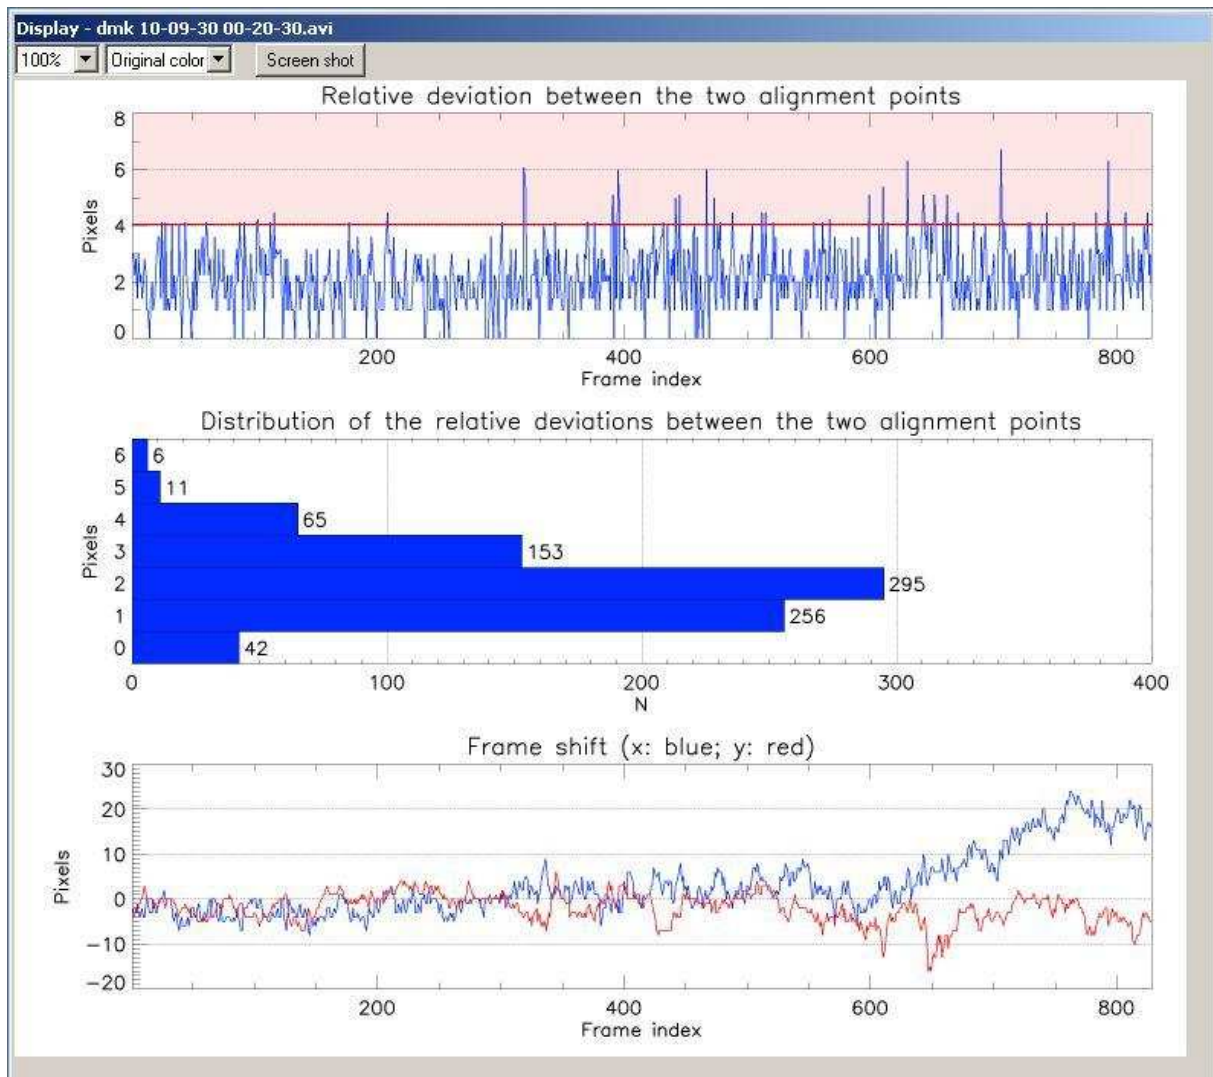 Display - dmk 10-09-30 00-20-30.avi
100% Original color Screen shot
Relative deviation between the two alignment points
8
6
4
2
0
Pixels
200 400 600 800
Frame index
Distribution of the relative deviations between the two alignment points
6 6
5 11
4 65
3 153
2 295
1 256
0 42
Pixels
0 100 200 300 400
N
Frame shift (x: blue; y: red)
30
20
10
0
-10
-20
Pixels
200 400 600 800
Frame index